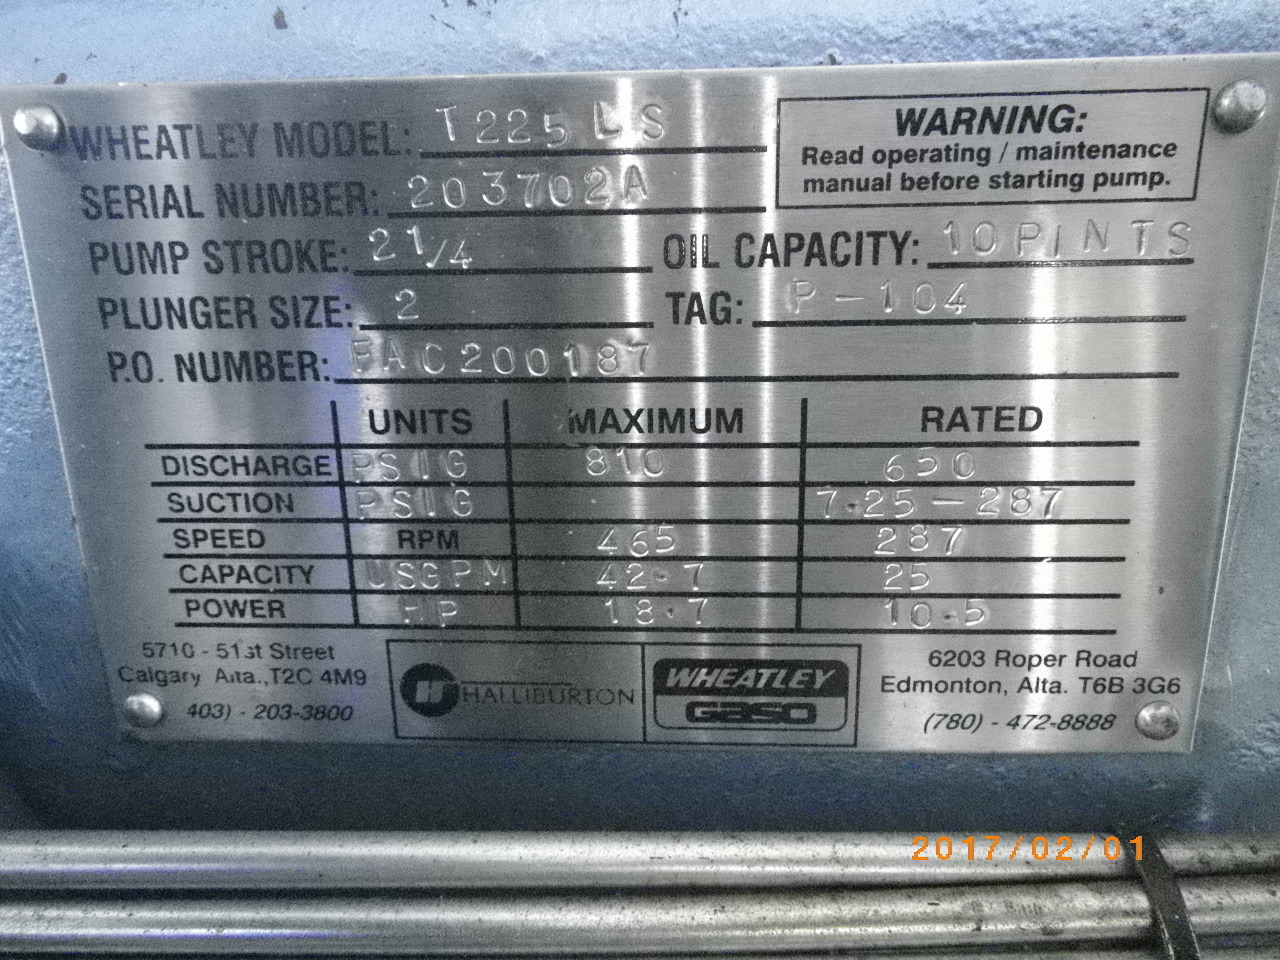 WHEATLEY MODEL: T225LS
SERIAL NUMBER: 203702A
WARNING:
Read operating / maintenance
manual before starting pump.
PUMP STROKE: 2 1/4
OIL CAPACITY: 10 PINTS
PLUNGER SIZE: 2
TAG: P-104
P.O. NUMBER: FAC200187
UNITS MAXIMUM RATED
DISCHARGE PSIG 810 650
SUCTION PSIG 7.25-287
SPEED RPM 465 287
CAPACITY USGPM 42.7 25
POWER HP 18.7 10.5
5710 - 51st Street
Calgary Alta., T2C 4M9
403) - 203-3800
HALLIBURTON
WHEATLEY
GASO
6203 Roper Road
Edmonton, Alta. T6B 3G6
(780) - 472-8888
2017/02/01